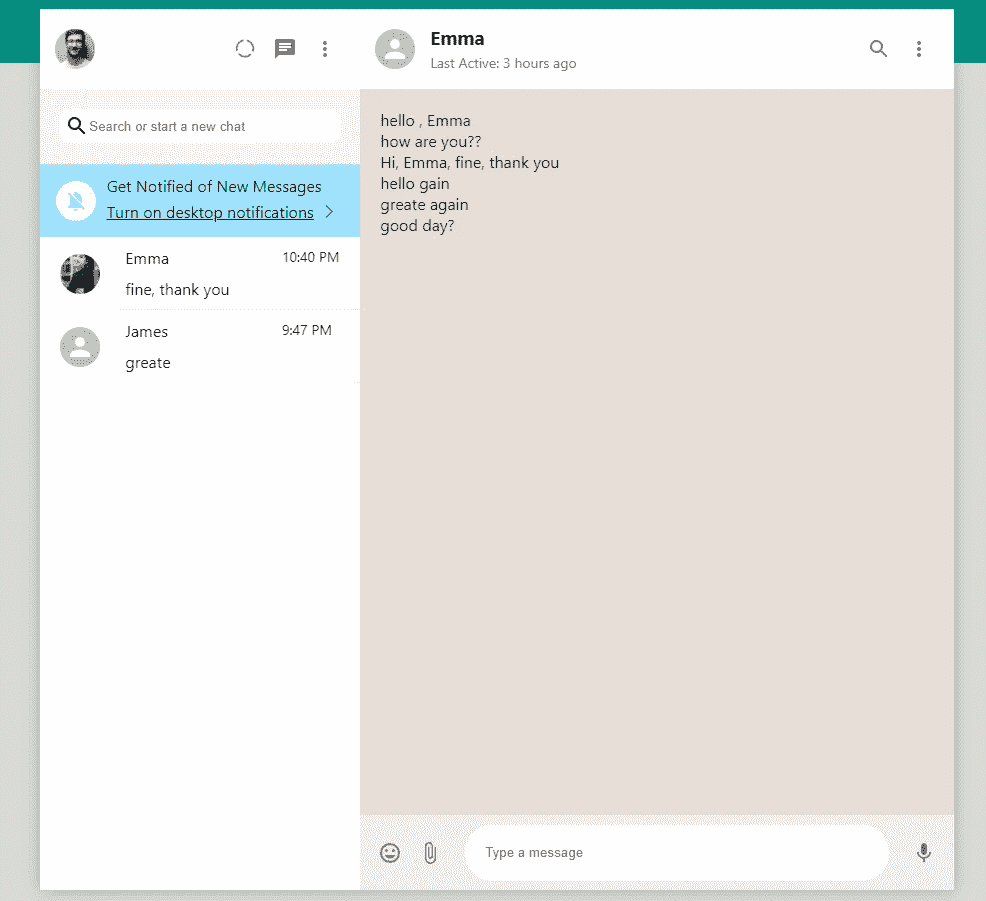 Emma
Last Active: 3 hours ago
Search or start a new chat
Get Notified of New Messages
Turn on desktop notifications
Emma 10:40 PM
fine, thank you
James 9:47 PM
greate
hello , Emma
how are you??
Hi, Emma, fine, thank you
hello gain
greate again
good day?
Type a message